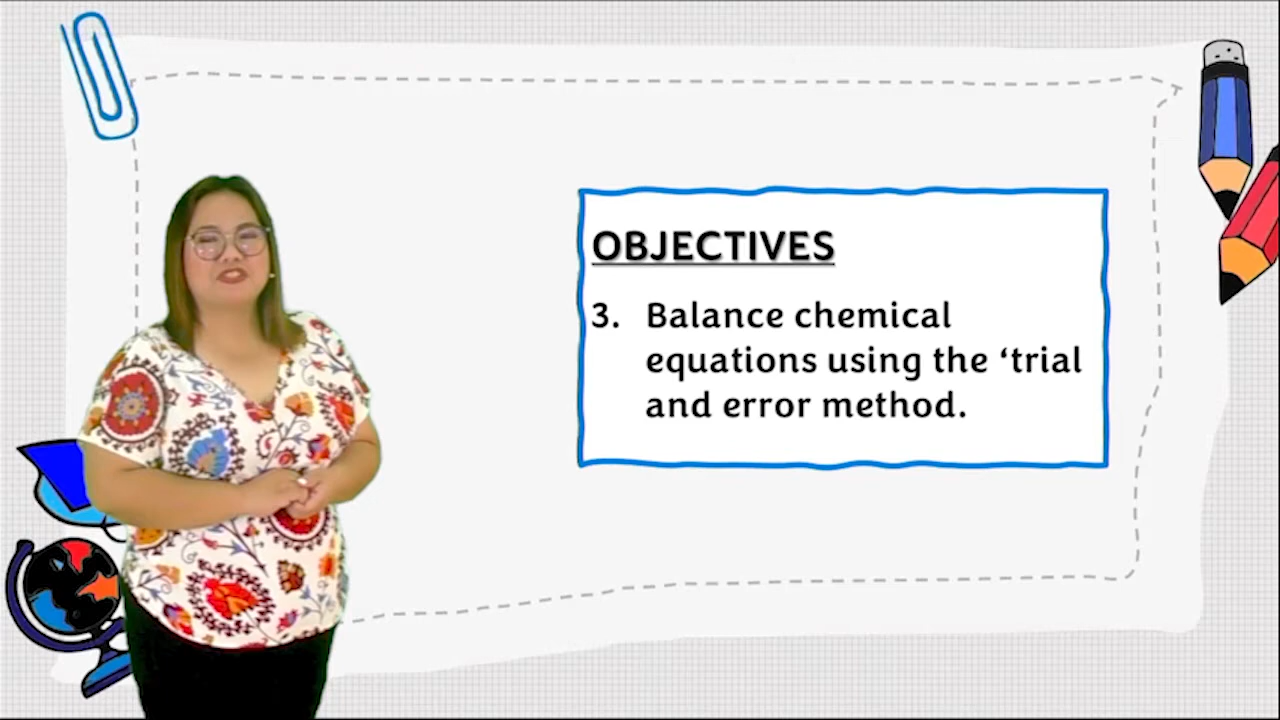 OBJECTIVES
3. Balance chemical
equations using the ‘trial
and error method.